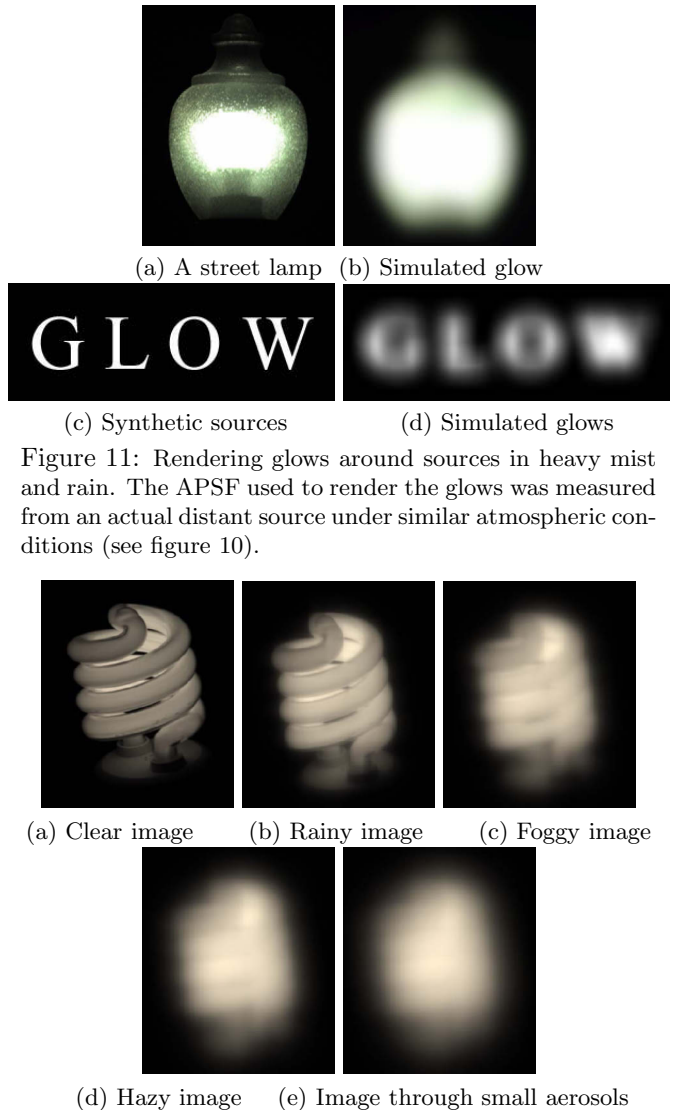 (a) A street lamp
(b) Simulated glow
GLOW
GLOW
(c) Synthetic sources
(d) Simulated glows
Figure 11: Rendering glows around sources in heavy mist
and rain. The APSF used to render the glows was measured
from an actual distant source under similar atmospheric con-
ditions (see figure 10).
(a) Clear image
(b) Rainy image
(c) Foggy image
(d) Hazy image
(e) Image through small aerosols